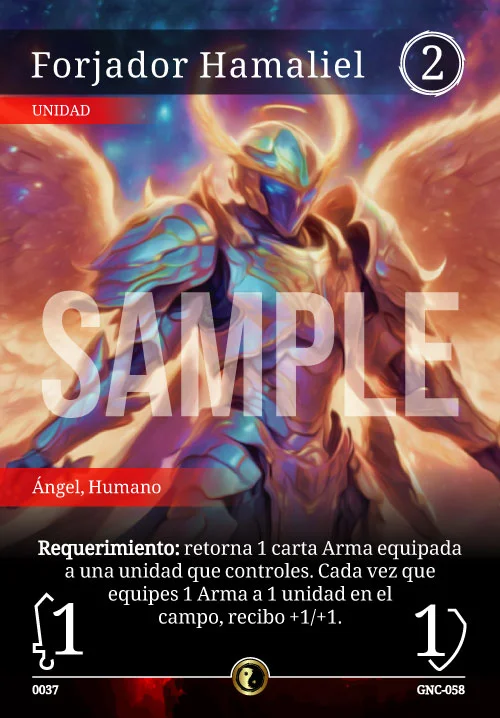 Forjador Hamaliel
2
UNIDAD
SAMPLE
Ángel, Humano
Requerimiento: retorna 1 carta Arma equipada
a una unidad que controles. Cada vez que
equipes 1 Arma a 1 unidad en el
campo, recibo +1/+1.
1
1
0037
GNC-058